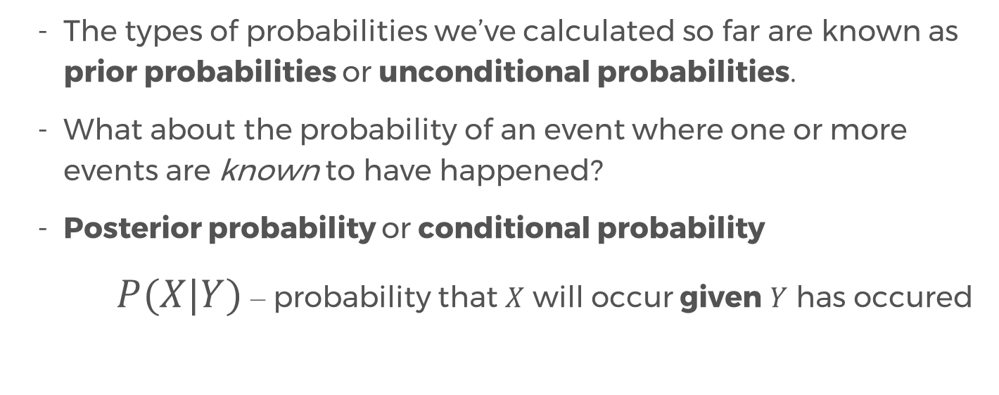 - The types of probabilities we’ve calculated so far are known as
prior probabilities or unconditional probabilities.
- What about the probability of an event where one or more
events are known to have happened?
- Posterior probability or conditional probability
P(X|Y) – probability that X will occur given Y has occured